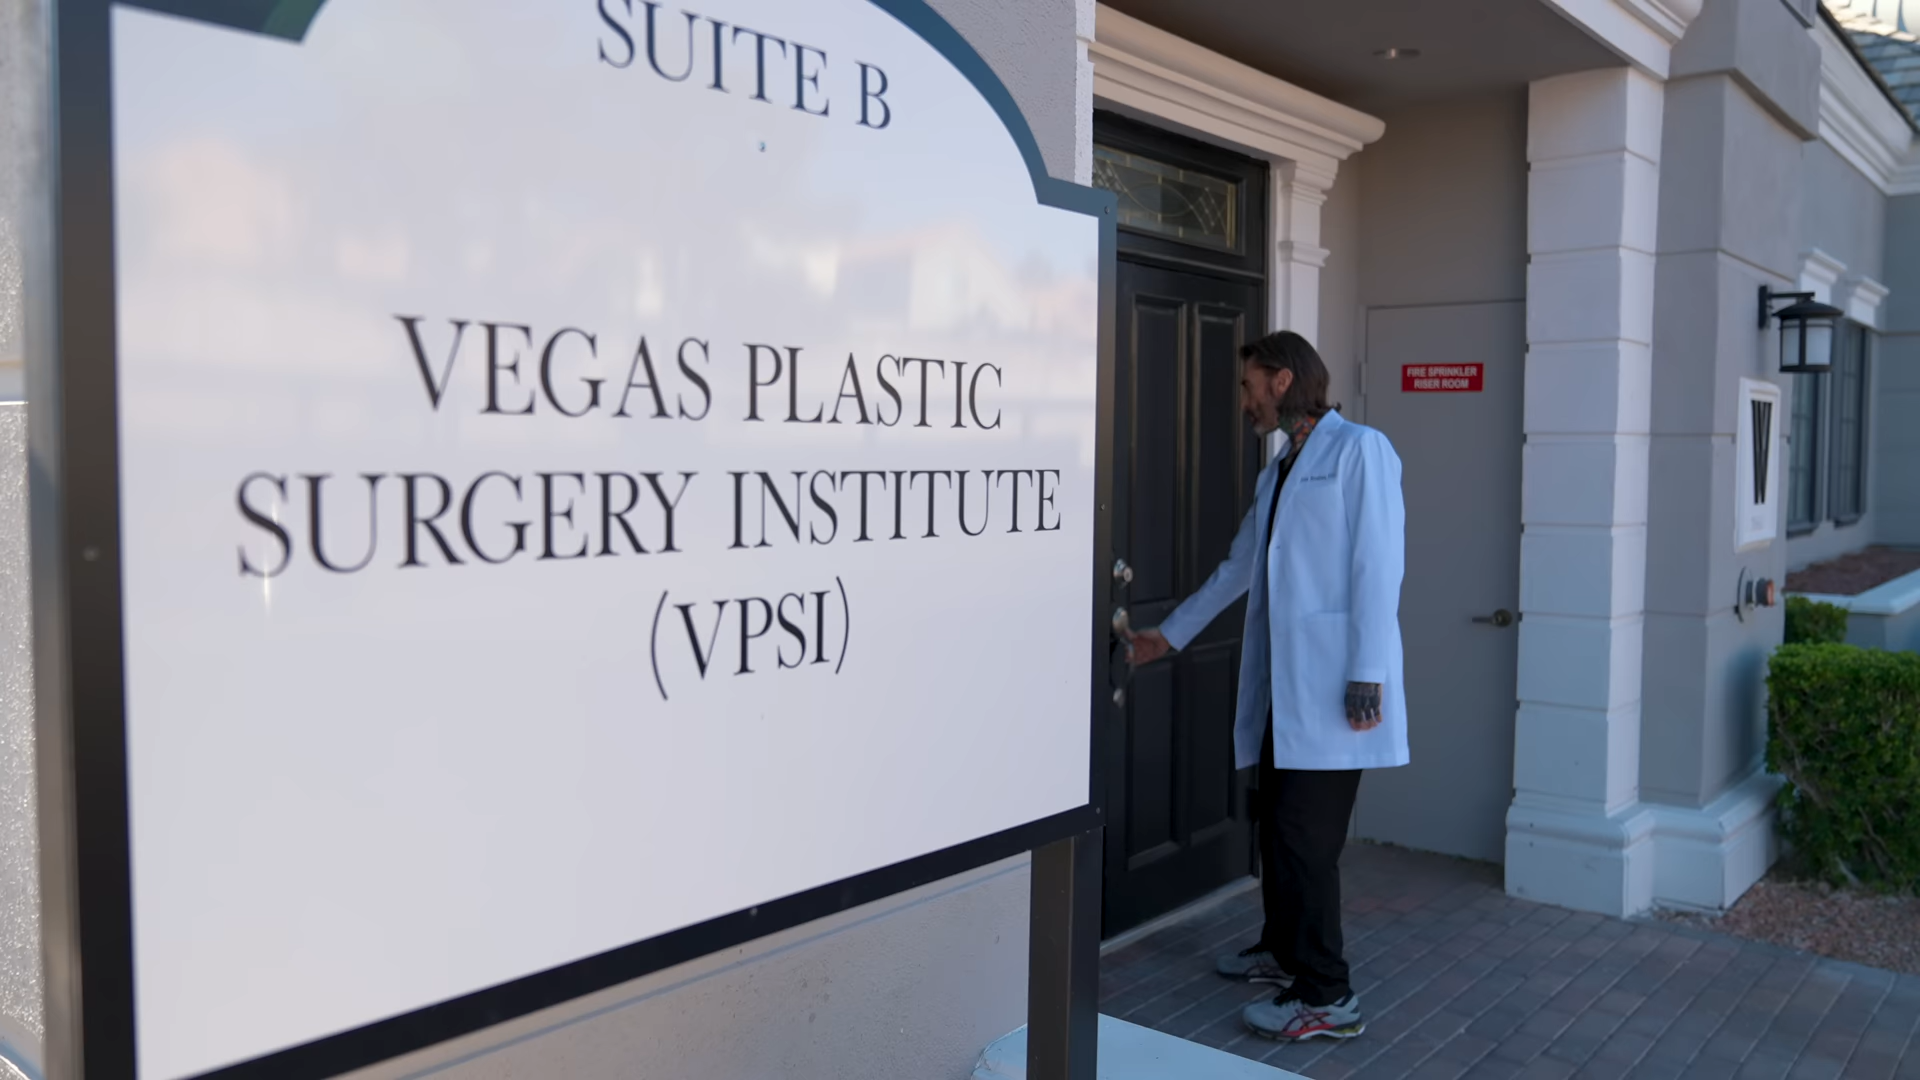 SUITE B
VEGAS PLASTIC
SURGERY INSTITUTE
(VPSI)
FIRE SPRINKLER
RISER ROOM
W